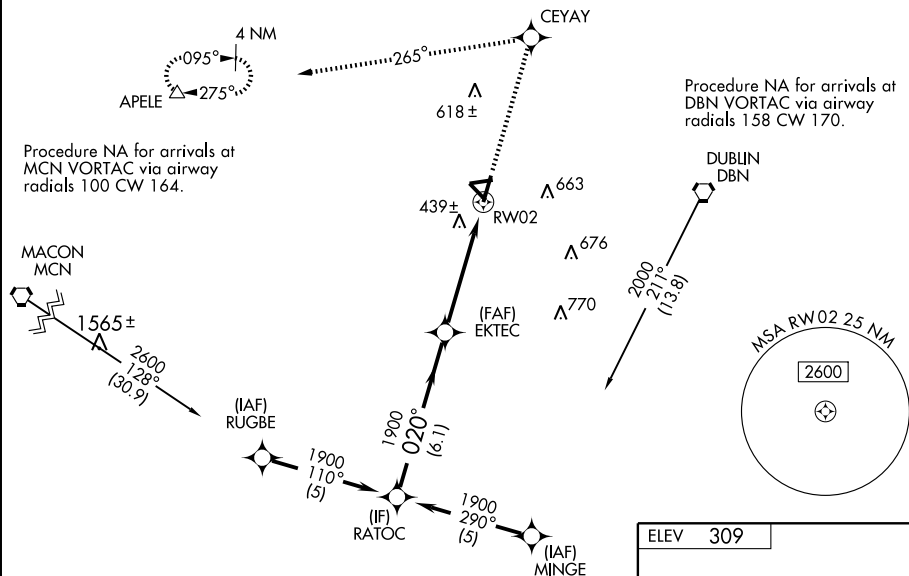 CEYAY
4 NM
095°
265°
275°
APELE
618 ±
Procedure NA for arrivals at
DBN VORTAC via airway
radials 158 CW 170.
Procedure NA for arrivals at
MCN VORTAC via airway
radials 100 CW 164.
DUBLIN
DBN
663
439±
RW02
676
MACON
MCN
2000
211°
(13.8)
770
(FAF)
EKTEC
1565±
MSA RW02 25 NM
2600
2600
128°
(30.9)
(IAF)
RUGBE
1900
020°
(6.1)
1900
110°
(5)
1900
290°
(5)
(IF)
RATOC
(IAF)
MINGE
ELEV 309